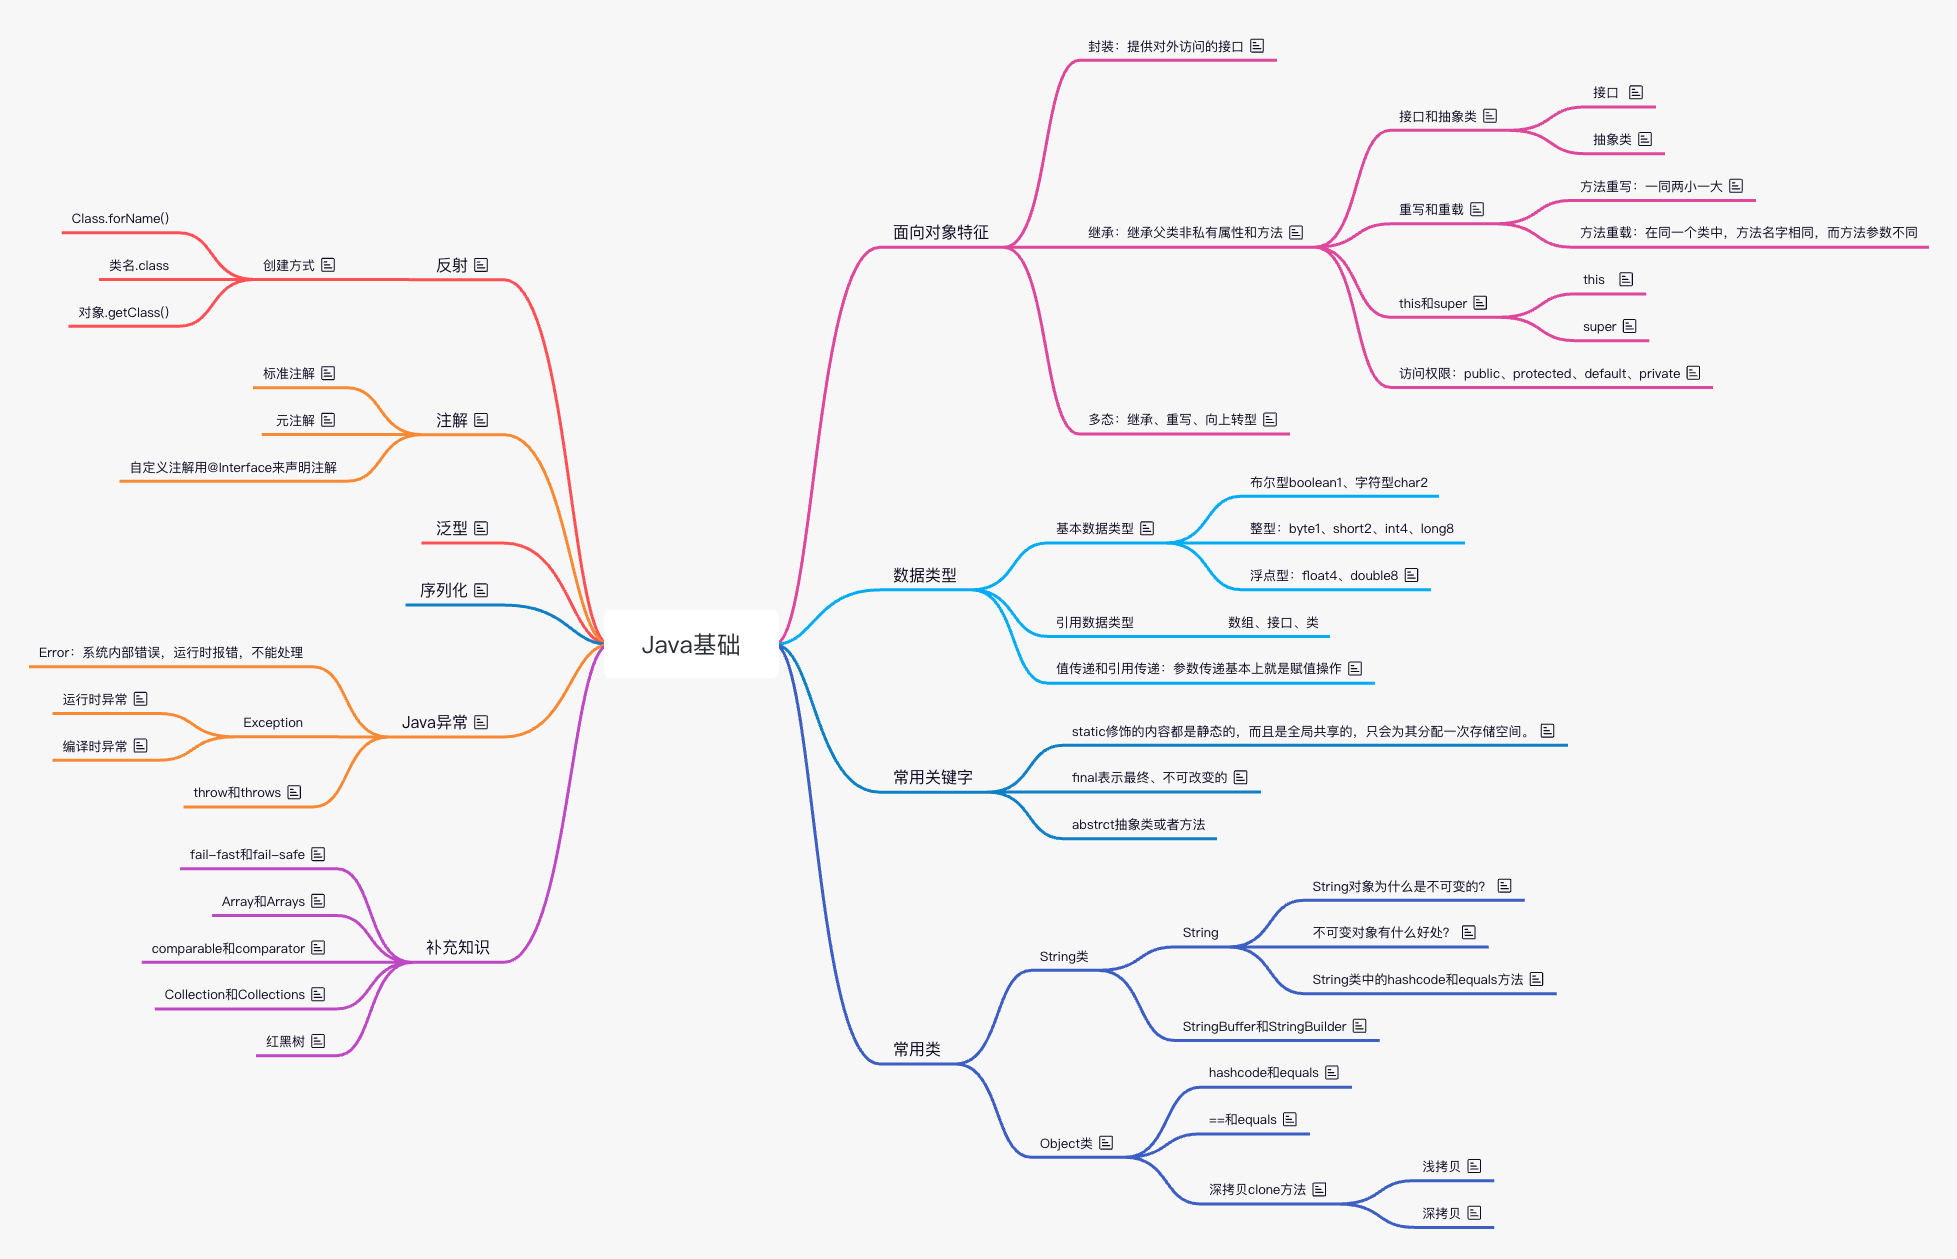 Java基础
面向对象特征
封装：提供对外访问的接口
继承：继承父类非私有属性和方法
接口和抽象类
接口
抽象类
重写和重载
方法重写：一同两小一大
方法重载：在同一个类中，方法名字相同，而方法参数不同
this和super
this
super
访问权限：public、protected、default、private
多态：继承、重写、向上转型
数据类型
基本数据类型
布尔型boolean1、字符型char2
整型：byte1、short2、int4、long8
浮点型：float4、double8
引用数据类型
数组、接口、类
值传递和引用传递：参数传递基本上就是赋值操作
常用关键字
static修饰的内容都是静态的，而且是全局共享的，只会为其分配一次存储空间。
final表示最终、不可改变的
abstrct抽象类或者方法
常用类
String类
String
String对象为什么是不可变的？
不可变对象有什么好处？
String类中的hashcode和equals方法
StringBuffer和StringBuilder
Object类
hashcode和equals
==和equals
深拷贝clone方法
浅拷贝
深拷贝
反射
创建方式
Class.forName()
类名.class
对象.getClass()
注解
标准注解
元注解
自定义注解用@Interface来声明注解
泛型
序列化
Java异常
Error：系统内部错误，运行时报错，不能处理
Exception
运行时异常
编译时异常
throw和throws
补充知识
fail-fast和fail-safe
Array和Arrays
comparable和comparator
Collection和Collections
红黑树